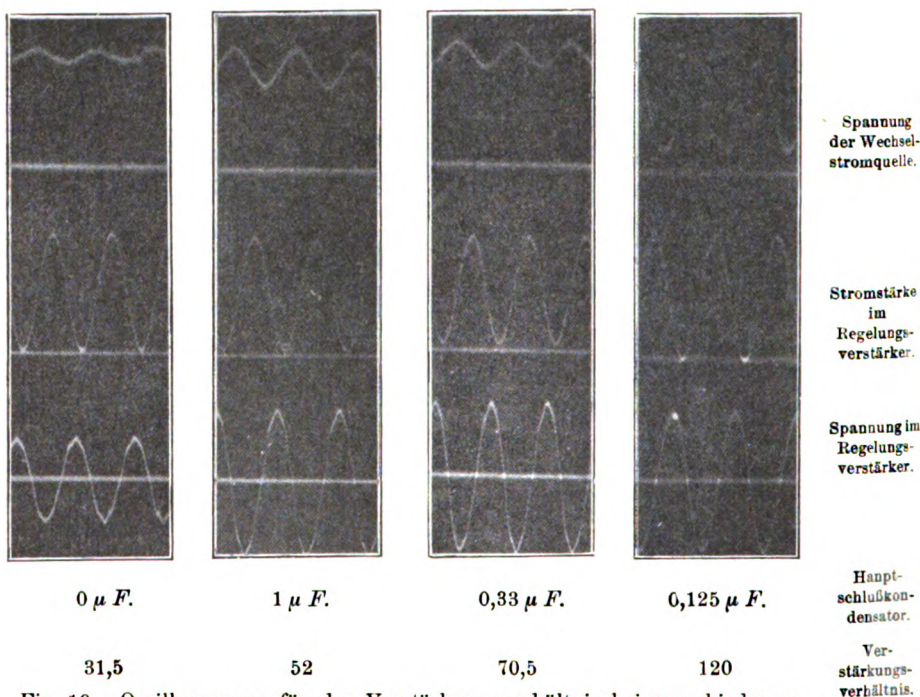 Spannung
der Wechsel-
stromquelle.
Stromstärke
im
Regelungs-
verstärker.
Spannung im
Regelungs-
verstärker.
0 μ F.
1 μ F.
0,33 μ F.
0,125 μ F.
Haupt-
schlußkon-
densator.
31,5
52
70,5
120
Ver-
stärkungs-
verhältnis.